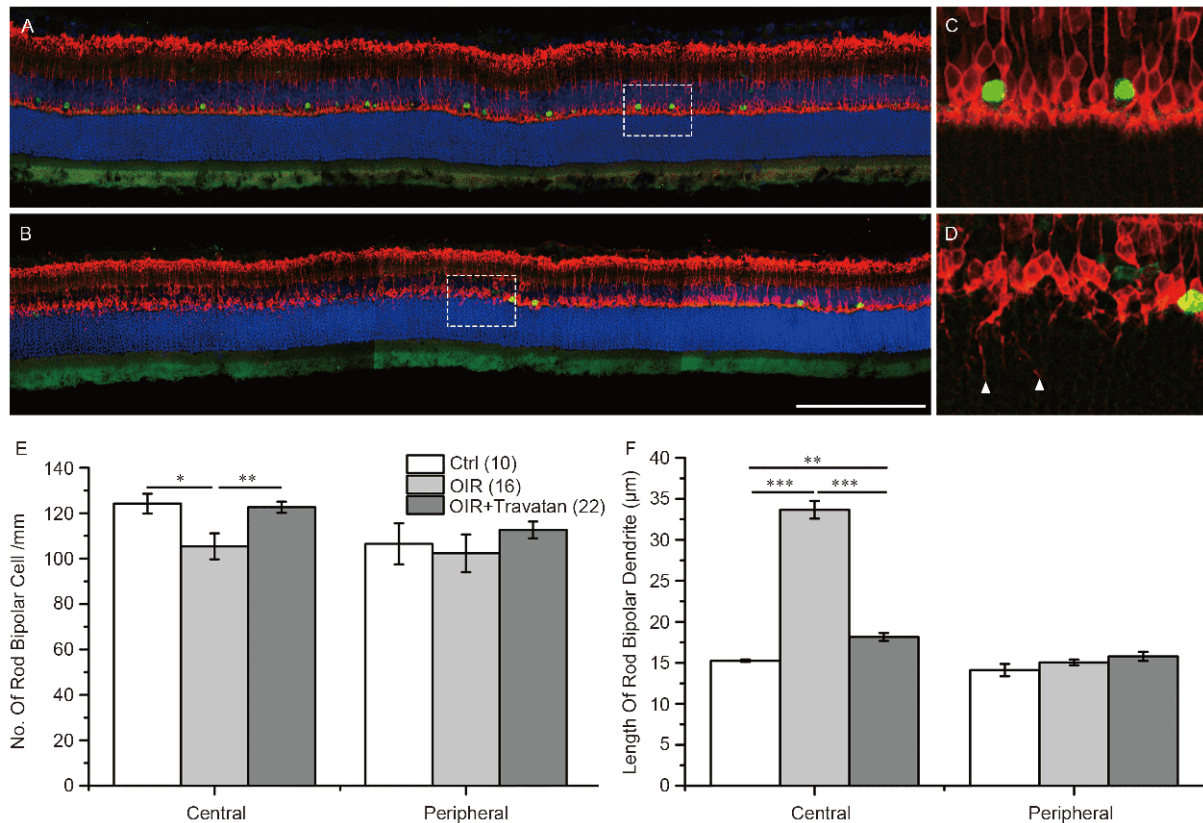 A
C
B
D
E
140
120
100
80
60
40
20
0
No. Of Rod Bipolar Cell /mm
*
**
Ctrl (10)
OIR (16)
OIR+Travatan (22)
Central
Peripheral
F
40
35
30
25
20
15
10
5
0
Length Of Rod Bipolar Dendrite (μm)
**
***
***
Central
Peripheral